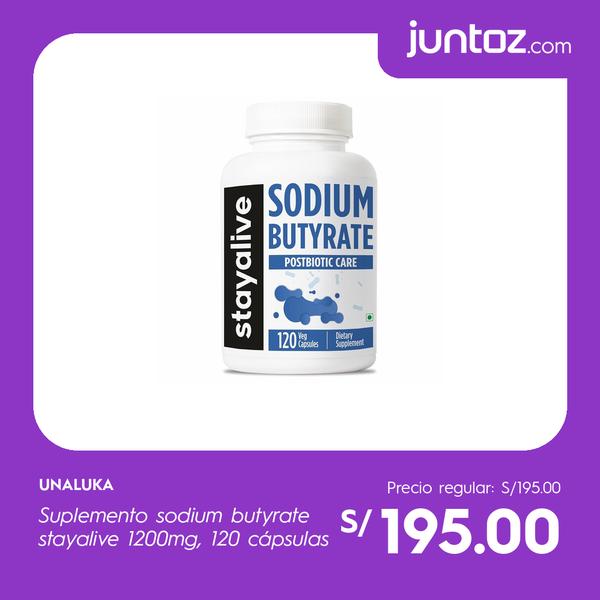 juntoz.com
stayalive
SODIUM
BUTYRATE
POSTBIOTIC CARE
120 Veg Capsules | Dietary Supplement
UNALUKA
Suplemento sodium butyrate
stayalive 1200mg, 120 cápsulas
Precio regular: S/195.00
S/ 195.00